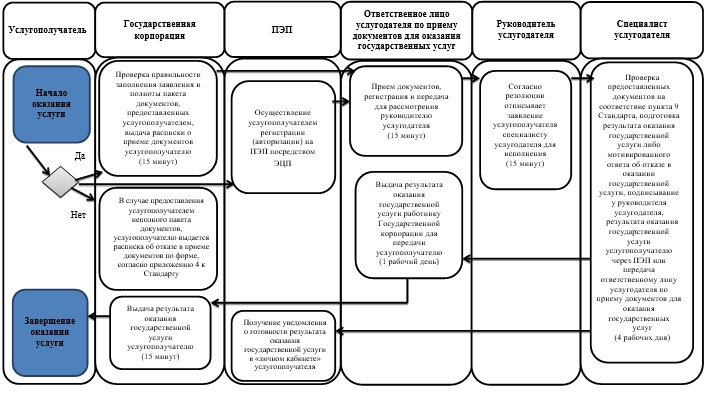 Услугополучатель
Государственная
корпорация
ПЭП
Ответственное лицо
услугодателя по приему
документов для оказания
государственных услуг
Руководитель
услугодателя
Специалист
услугодателя
Начало
оказания
услуги
Да
Нет
Завершение
оказания
услуги
Проверка правильности
заполнения заявления и
полноты пакета
документов,
предоставленных
услугополучателем,
выдача расписки о
приеме документов
услугополучателю
(15 минут)
В случае предоставления
услугополучателем
неполного пакета
документов,
услугополучателю выдается
расписка об отказе в приеме
документов по форме,
согласно приложению 4 к
Стандарту
Выдача результата
оказания
государственной
услуги
услугополучателю
(15 минут)
Осуществление
услугополучателем
регистрации
(авторизации) на
ПЭП посредством
ЭЦП
Получение уведомления
о готовности результата
оказания
государственной услуги
в «личном кабинете»
услугополучателя
Прием документов,
регистрация и передача
для рассмотрения
руководителю
услугодателя
(15 минут)
Выдача результата
оказания
государственной
услуги работнику
Государственной
корпорации для
передачи
услугополучателю
(1 рабочий день)
Согласно
резолюции
отписывает
заявление
услугополучателя
специалисту
услугодателя для
исполнения
(15 минут)
Проверка
предоставленных
документов на
соответствие пункта 9
Стандарта, подготовка
результата оказания
государственной
услуги либо
мотивированного
ответа об отказе в
оказании
государственной
услуги, подписывание
у руководителя
услугодателя,
результата оказания
государственной
услуги
услугополучателю
через ПЭП или
передача
ответственному лицу
услугодателя по
приему документов для
оказания
государственных
услуг
(4 рабочих дня)